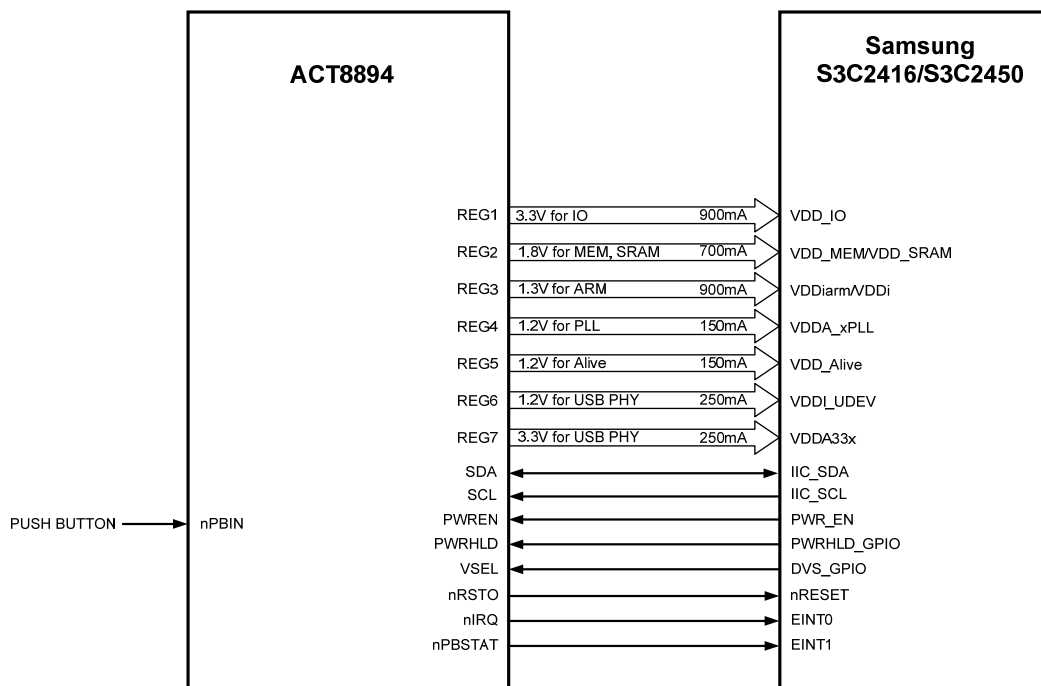 ACT8894
Samsung
S3C2416/S3C2450
REG1 3.3V for IO 900mA VDD_IO
REG2 1.8V for MEM, SRAM 700mA VDD_MEM/VDD_SRAM
REG3 1.3V for ARM 900mA VDDiarm/VDDi
REG4 1.2V for PLL 150mA VDDA_xPLL
REG5 1.2V for Alive 150mA VDD_Alive
REG6 1.2V for USB PHY 250mA VDDI_UDEV
REG7 3.3V for USB PHY 250mA VDDA33x
SDA IIC_SDA
SCL IIC_SCL
PUSH BUTTON nPBIN PWREN PWR_EN
PWRHLD PWRHLD_GPIO
VSEL DVS_GPIO
nRSTO nRESET
nIRQ EINT0
nPBSTAT EINT1